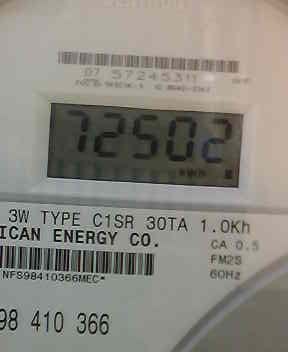 07 57245311
72502
kWh
3W TYPE C1SR 30TA 1.0Kh
ICAN ENERGY CO.
CA 0.5
FM2S
60Hz
NFS98410366MEC*
98 410 366